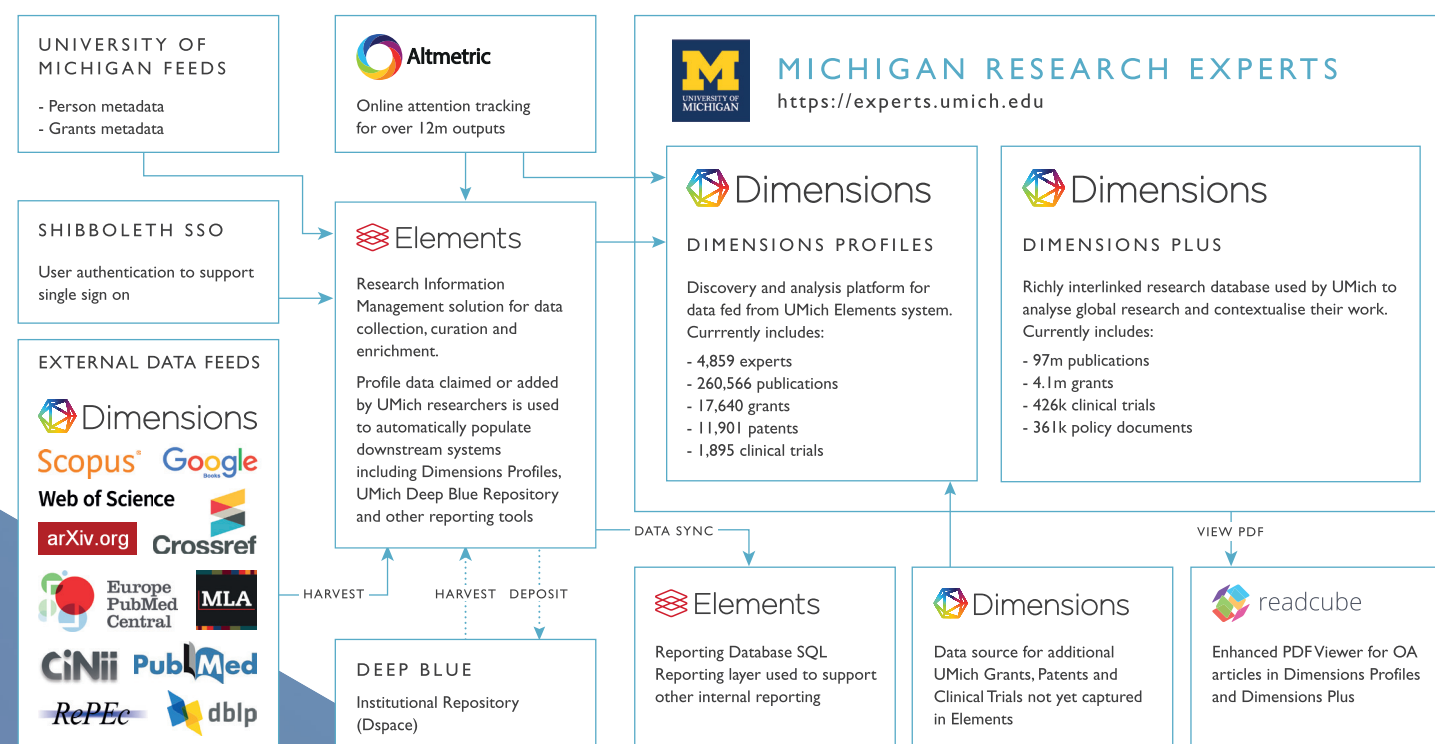 UNIVERSITY OF
MICHIGAN FEEDS
- Person metadata
- Grants metadata
SHIBBOLETH SSO
User authentication to support
single sign on
EXTERNAL DATA FEEDS
Dimensions
Scopus®
Google
Books
Web of Science
arXiv.org
Crossref
Europe
PubMed
Central
MLA
CiNii
PubMed
RePEc
dblp
Altmetric
Online attention tracking
for over 12m outputs
Elements
Research Information
Management solution for data
collection, curation and
enrichment.
Profile data claimed or added
by UMich researchers is used
to automatically populate
downstream systems
including Dimensions Profiles,
UMich Deep Blue Repository
and other reporting tools
HARVEST
HARVEST
DEPOSIT
DEEP BLUE
Institutional Repository
(Dspace)
M
UNIVERSITY OF
MICHIGAN
MICHIGAN RESEARCH EXPERTS
https://experts.umich.edu
Dimensions
DIMENSIONS PROFILES
Discovery and analysis platform for
data fed from UMich Elements system.
Currrently includes:
- 4,859 experts
- 260,566 publications
- 17,640 grants
- 11,901 patents
- 1,895 clinical trials
Dimensions
DIMENSIONS PLUS
Richly interlinked research database used by UMich to
analyse global research and contextualise their work.
Currently includes:
- 97m publications
- 4.1m grants
- 426k clinical trials
- 361k policy documents
DATA SYNC
VIEW PDF
Elements
Reporting Database SQL
Reporting layer used to support
other internal reporting
Dimensions
Data source for additional
UMich Grants, Patents and
Clinical Trials not yet captured
in Elements
readcube
Enhanced PDF Viewer for OA
articles in Dimensions Profiles
and Dimensions Plus